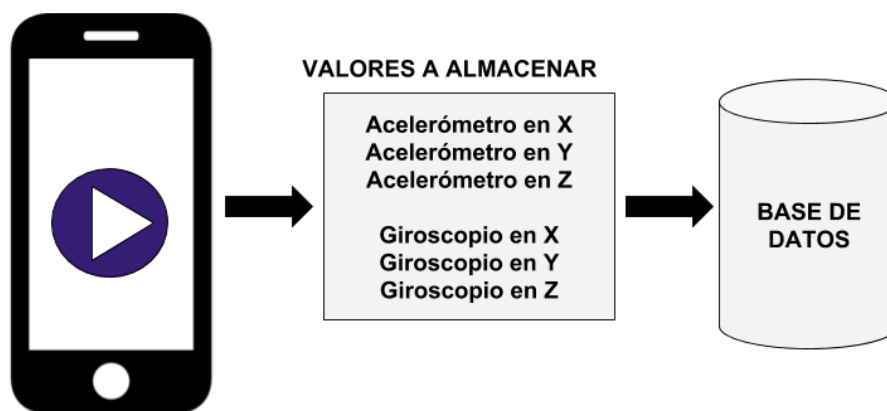 VALORES A ALMACENAR
Acelerómetro en X
Acelerómetro en Y
Acelerómetro en Z
Giroscopio en X
Giroscopio en Y
Giroscopio en Z
BASE DE
DATOS